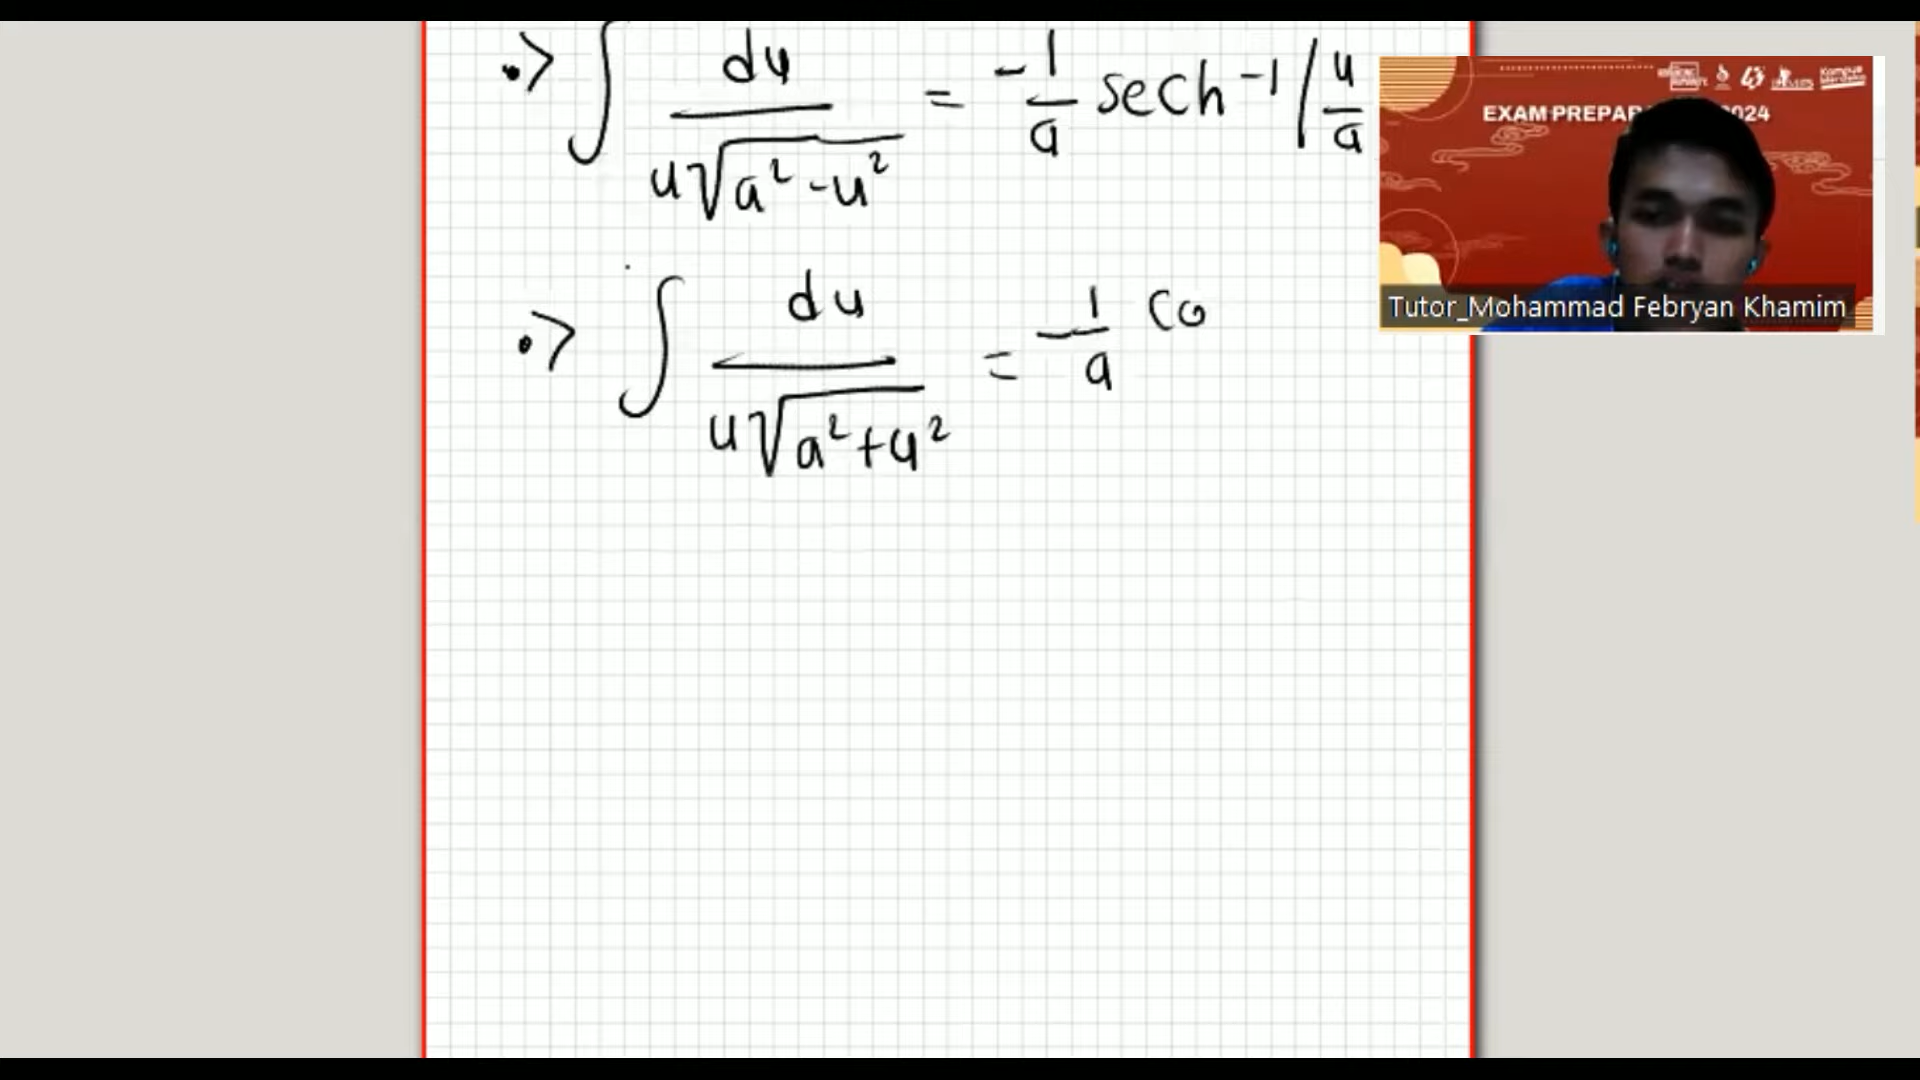 •> ∫ du / u√(a² - u²) = -1/a sech⁻¹ |u/a
•> ∫ du / u√(a² + u²) = -1/a co
EXAM PREPAR 024
Tutor_Mohammad Febryan Khamim